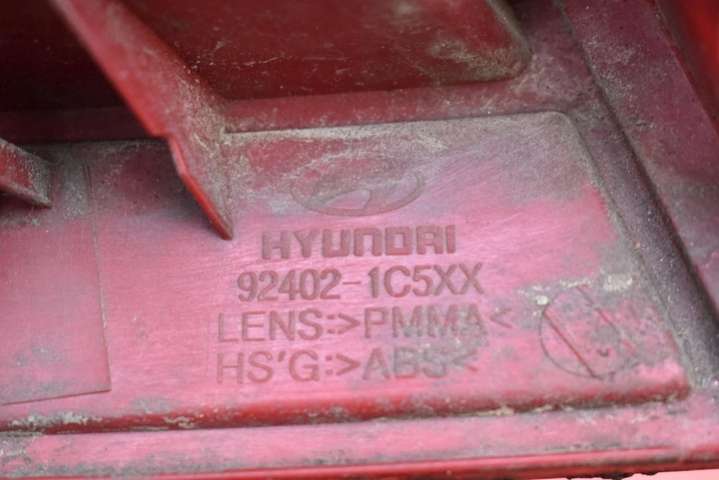 HYUNDAI
92402-1C5XX
LENS:>PMMA<
HS'G:>ABS<